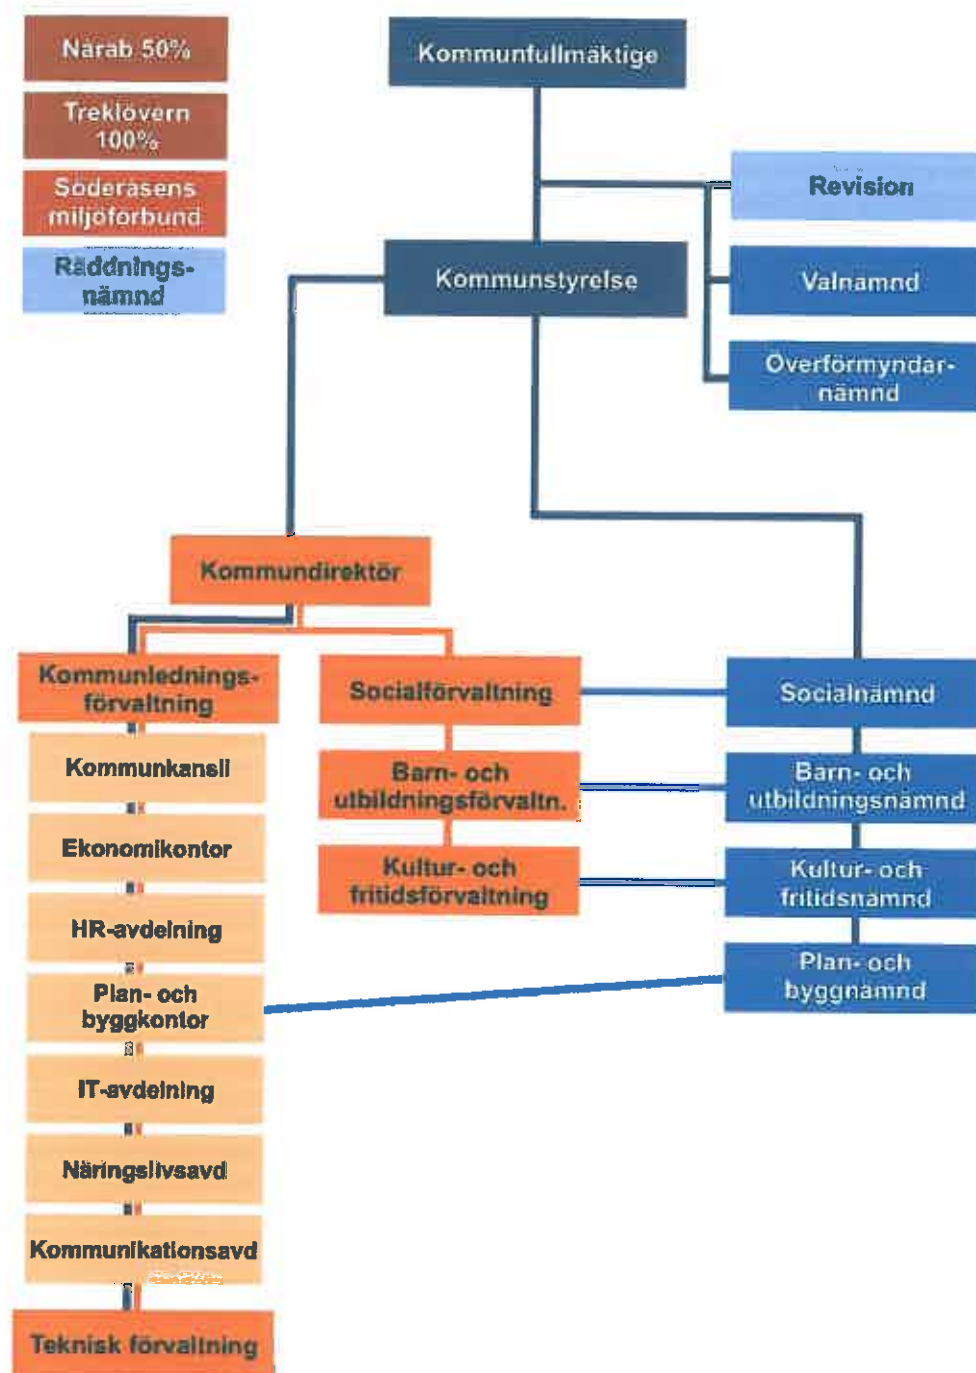 Nårab 50%
Treklövern
100%
Söderåsens
miljöförbund
Räddnings-
nämnd
Kommunfullmäktige
Revision
Kommunstyrelse
Valnämnd
Överförmyndar-
nämnd
Kommundirektör
Kommunlednings-
förvaltning
Socialförvaltning
Socialnämnd
Kommunkansli
Barn- och
utbildningsförvaltn.
Barn- och
utbildningsnämnd
Ekonomikontor
Kultur- och
fritidsförvaltning
Kultur- och
fritidsnämnd
HR-avdelning
Plan- och
byggkontor
Plan- och
byggnämnd
IT-avdelning
Näringslivsavd
Kommunikationsavd
Teknisk förvaltning